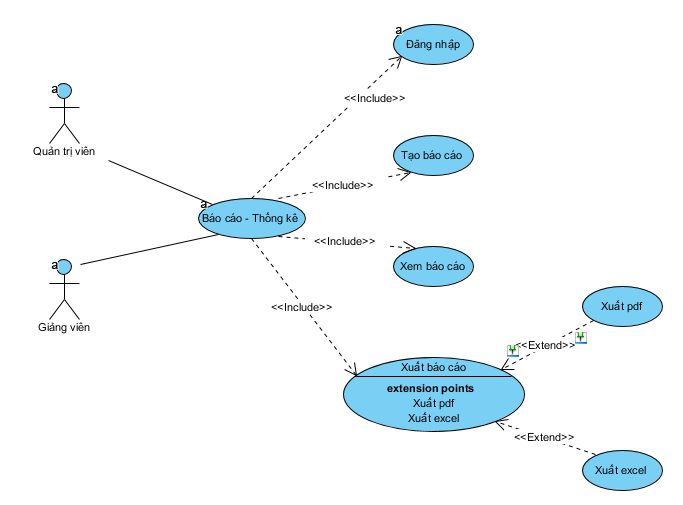 a
Đăng nhập
<<Include>>
a
Quản trị viên
Tạo báo cáo
<<Include>>
a
Báo cáo - Thống kê
<<Include>>
Xem báo cáo
a
Giảng viên
<<Include>>
Xuất pdf
<<Extend>>
Xuất báo cáo
extension points
Xuất pdf
Xuất excel
<<Extend>>
Xuất excel